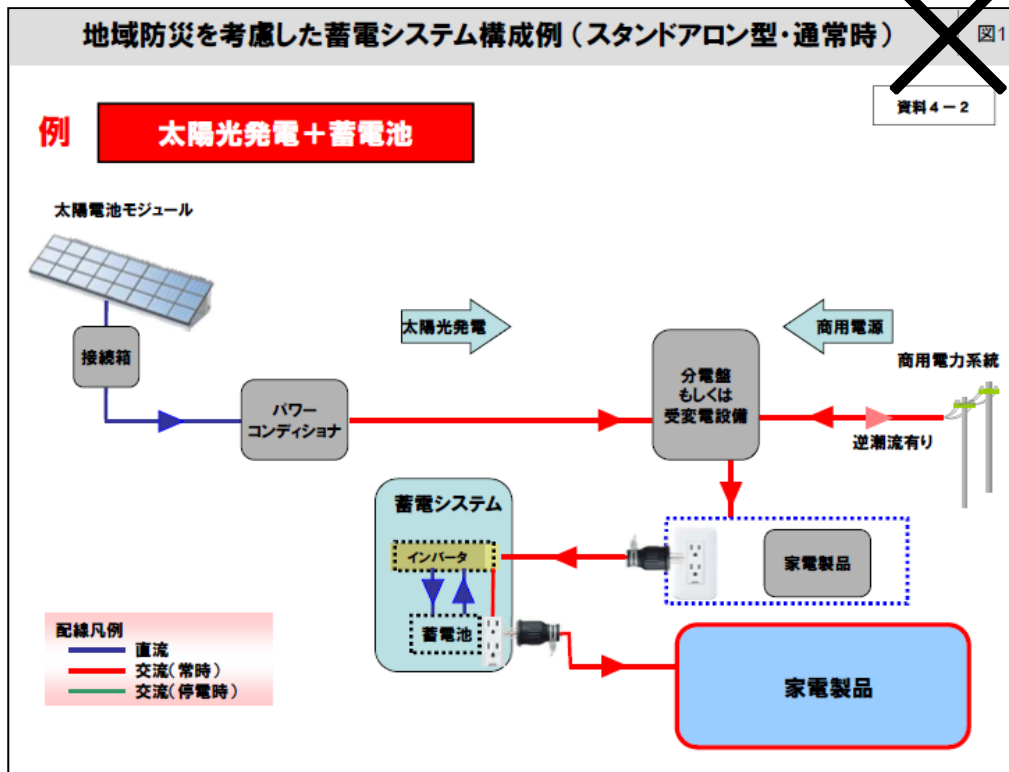 地域防災を考慮した蓄電システム構成例（スタンドアロン型・通常時）
図1
資料４－２
例
太陽光発電＋蓄電池
太陽電池モジュール
接続箱
太陽光発電
商用電源
商用電力系統
パワー
コンディショナ
分電盤
もしくは
受変電設備
逆潮流有り
蓄電システム
インバータ
蓄電池
家電製品
家電製品
配線凡例
直流
交流（常時）
交流（停電時）